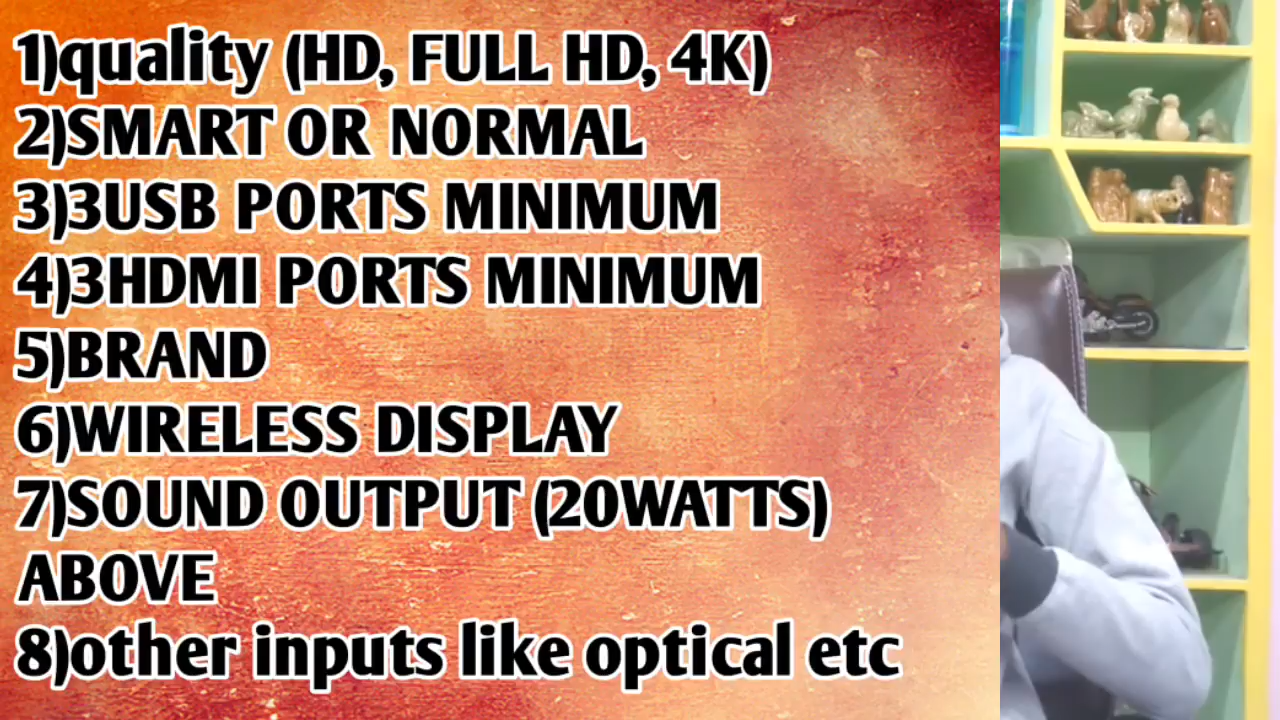 1)quality (HD, FULL HD, 4K)
2)SMART OR NORMAL
3)3USB PORTS MINIMUM
4)3HDMI PORTS MINIMUM
5)BRAND
6)WIRELESS DISPLAY
7)SOUND OUTPUT (20WATTS)
ABOVE
8)other inputs like optical etc